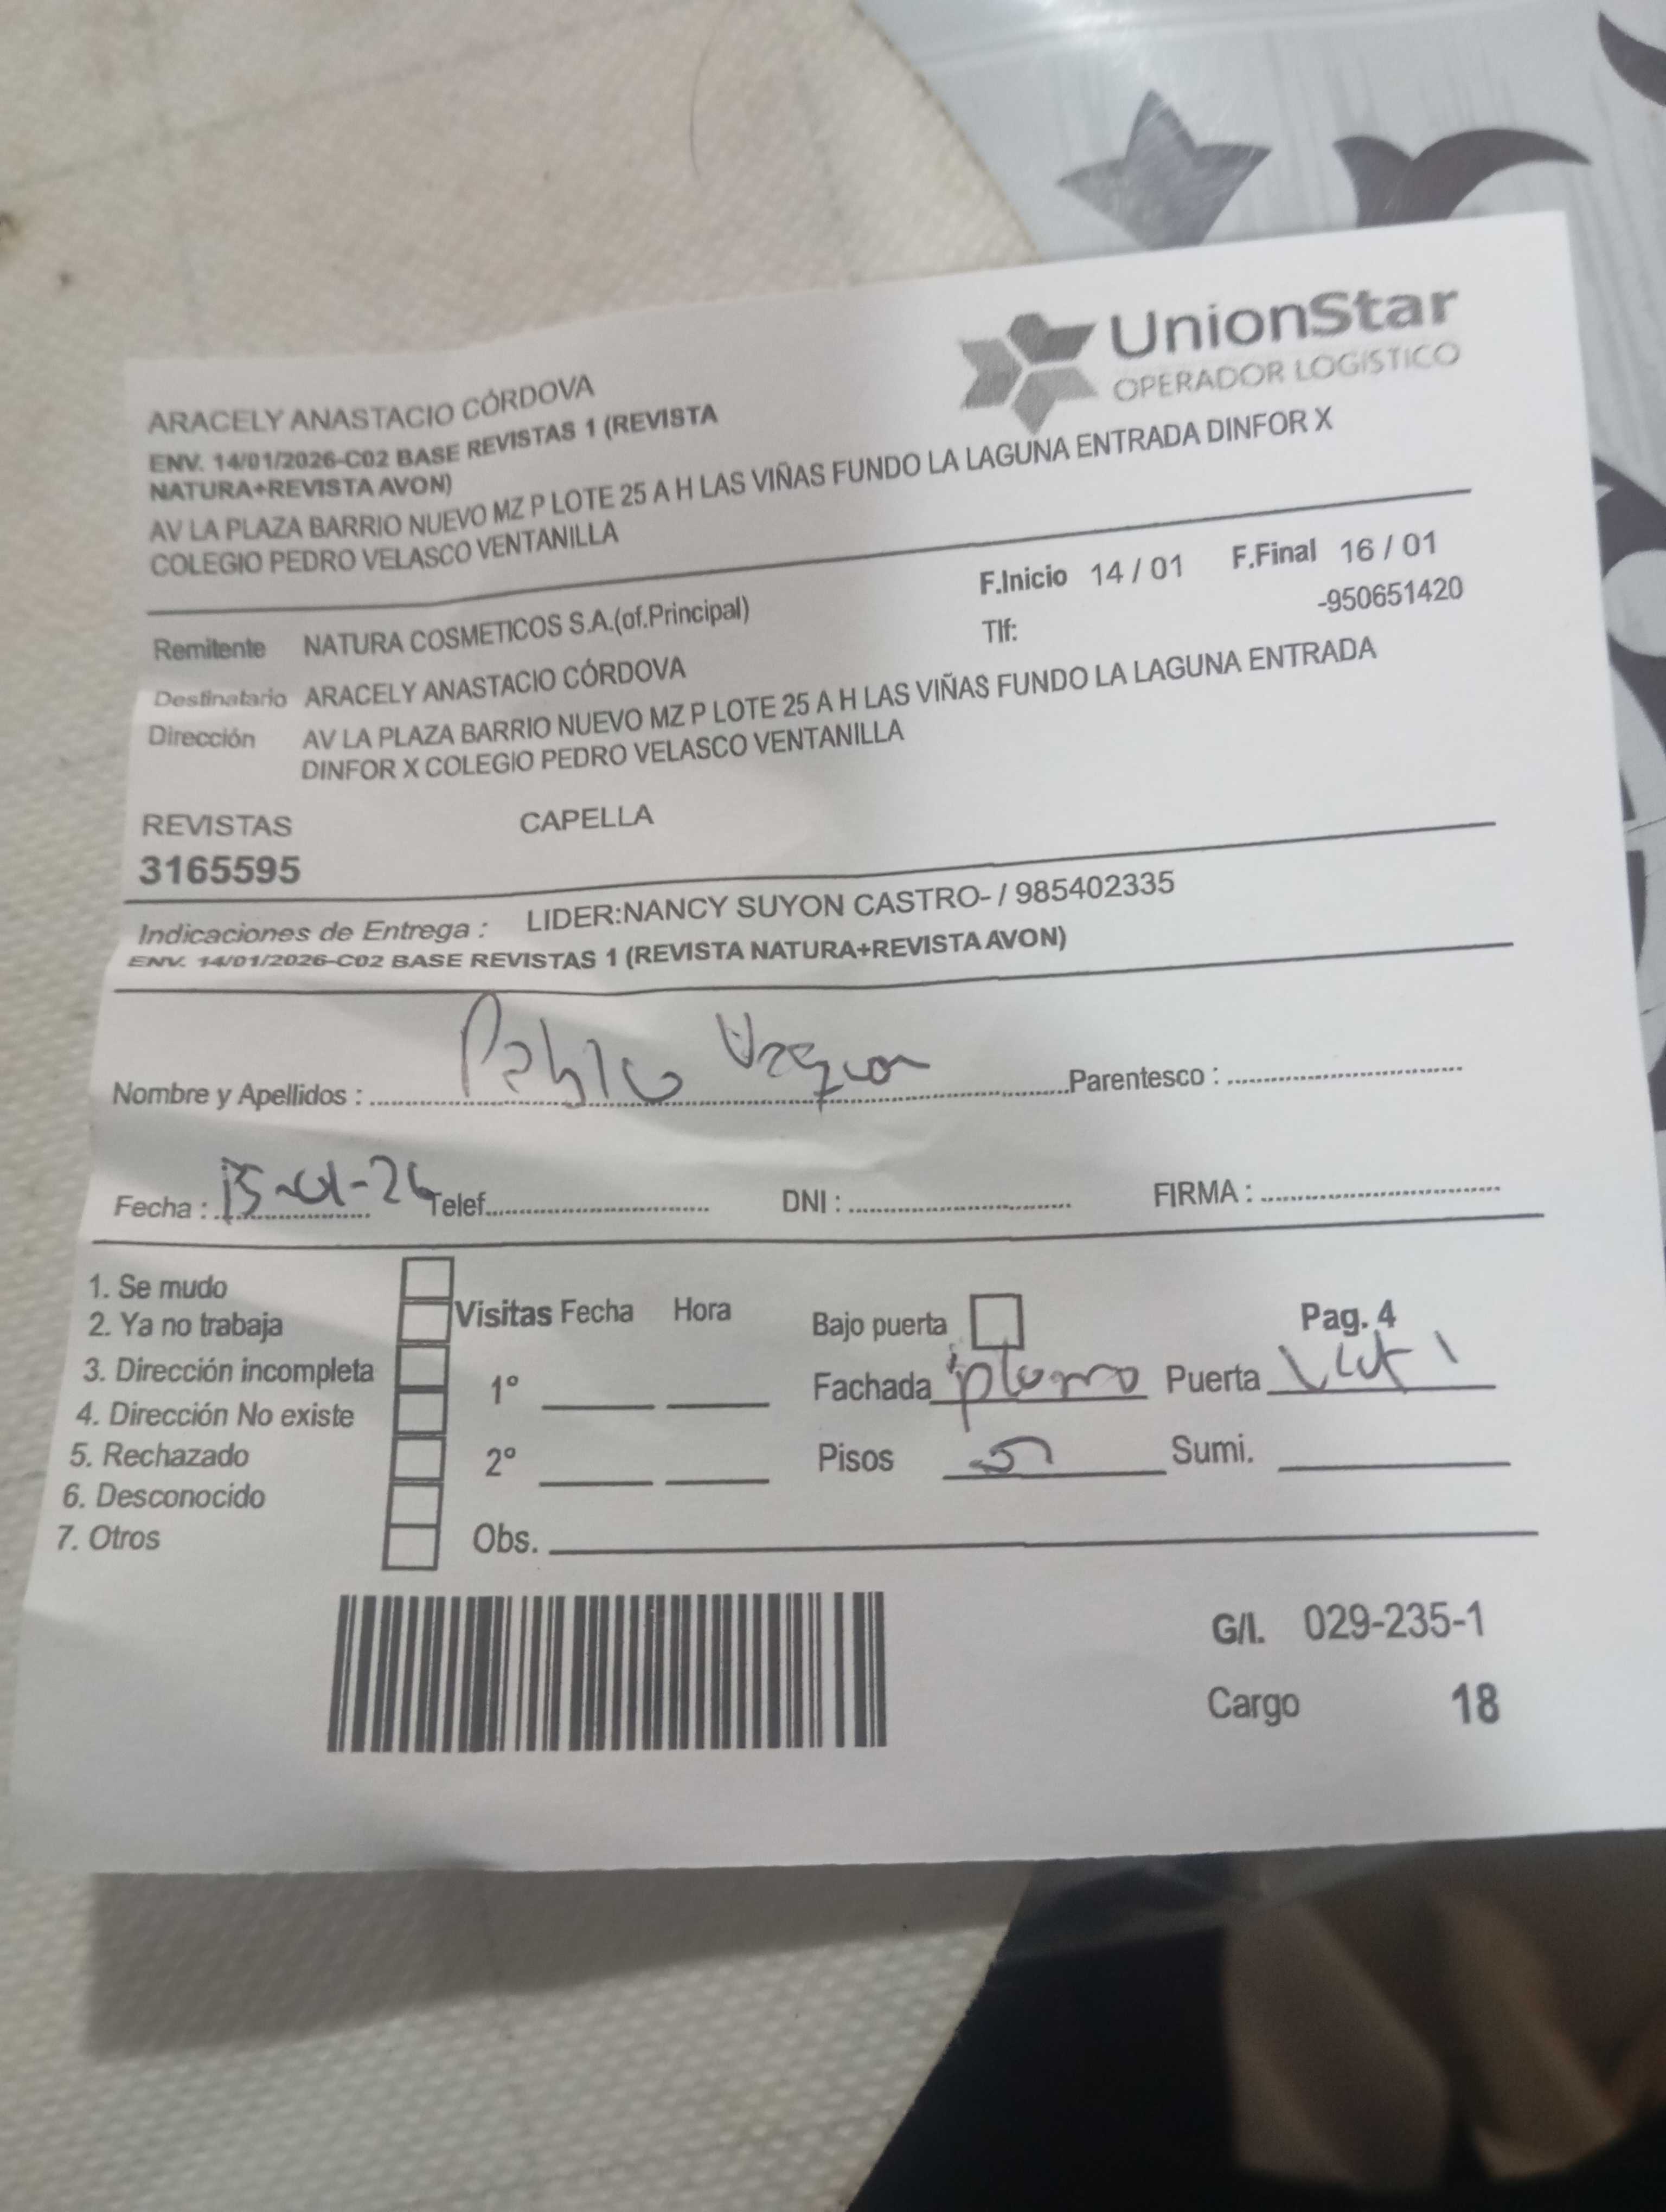 UnionStar
OPERADOR LOGÍSTICO
ARACELY ANASTACIO CÓRDOVA
ENV. 14/01/2026-C02 BASE REVISTAS 1 (REVISTA
NATURA+REVISTA AVON)
AV LA PLAZA BARRIO NUEVO MZ P LOTE 25 A H LAS VIÑAS FUNDO LA LAGUNA ENTRADA DINFOR X
COLEGIO PEDRO VELASCO VENTANILLA
F.Inicio 14 / 01 F.Final 16 / 01
Remitente NATURA COSMETICOS S.A.(of.Principal) Tlf: -950651420
Destinatario ARACELY ANASTACIO CÓRDOVA
Dirección AV LA PLAZA BARRIO NUEVO MZ P LOTE 25 A H LAS VIÑAS FUNDO LA LAGUNA ENTRADA
DINFOR X COLEGIO PEDRO VELASCO VENTANILLA
REVISTAS CAPELLA
3165595
Indicaciones de Entrega : LIDER:NANCY SUYON CASTRO- / 985402335
ENV. 14/01/2026-C02 BASE REVISTAS 1 (REVISTA NATURA+REVISTA AVON)
Nombre y Apellidos : Pablo Parentesco :
Fecha : 15-01-26 Telef. DNI : FIRMA :
1. Se mudo
2. Ya no trabaja
3. Dirección incompleta
4. Dirección No existe
5. Rechazado
6. Desconocido
7. Otros
Visitas Fecha Hora
1°
2°
Obs.
Bajo puerta Pag. 4
Fachada plomo Puerta
Pisos Sumi.
G/I. 029-235-1
Cargo 18